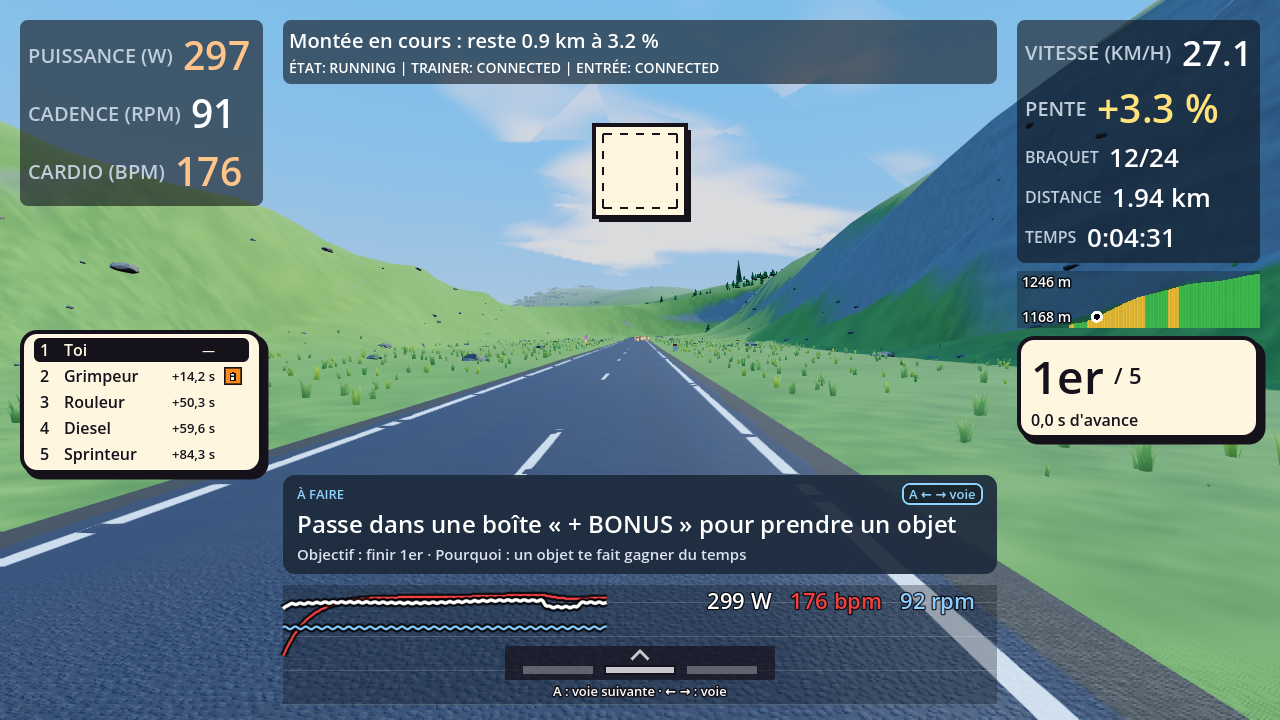 PUISSANCE (W) 297
CADENCE (RPM) 91
CARDIO (BPM) 176
Montée en cours : reste 0.9 km à 3.2 %
ÉTAT: RUNNING | TRAINER: CONNECTED | ENTRÉE: CONNECTED
VITESSE (KM/H) 27.1
PENTE +3.3 %
BRAQUET 12/24
DISTANCE 1.94 km
TEMPS 0:04:31
1246 m
1168 m
1 Toi —
2 Grimpeur +14,2 s
3 Rouleur +50,3 s
4 Diesel +59,6 s
5 Sprinteur +84,3 s
1er / 5
0,0 s d'avance
À FAIRE
A ← → voie
Passe dans une boîte « + BONUS » pour prendre un objet
Objectif : finir 1er · Pourquoi : un objet te fait gagner du temps
299 W 176 bpm 92 rpm
A : voie suivante · ← → : voie